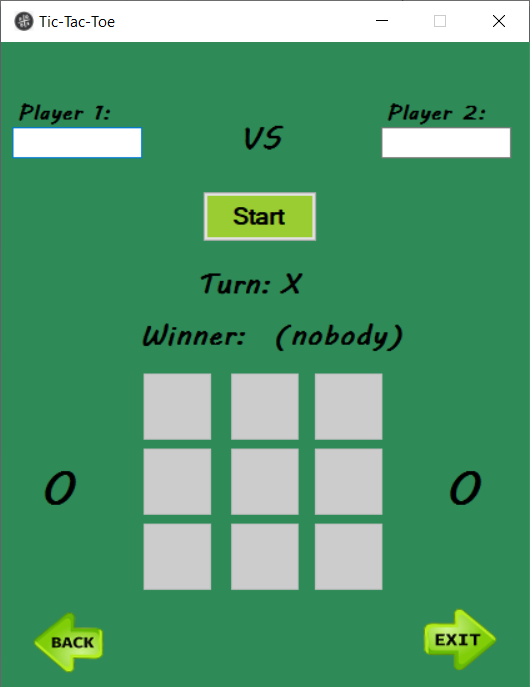 Tic-Tac-Toe
Player 1:
Player 2:
VS
Start
Turn: X
Winner: (nobody)
0
0
BACK
EXIT